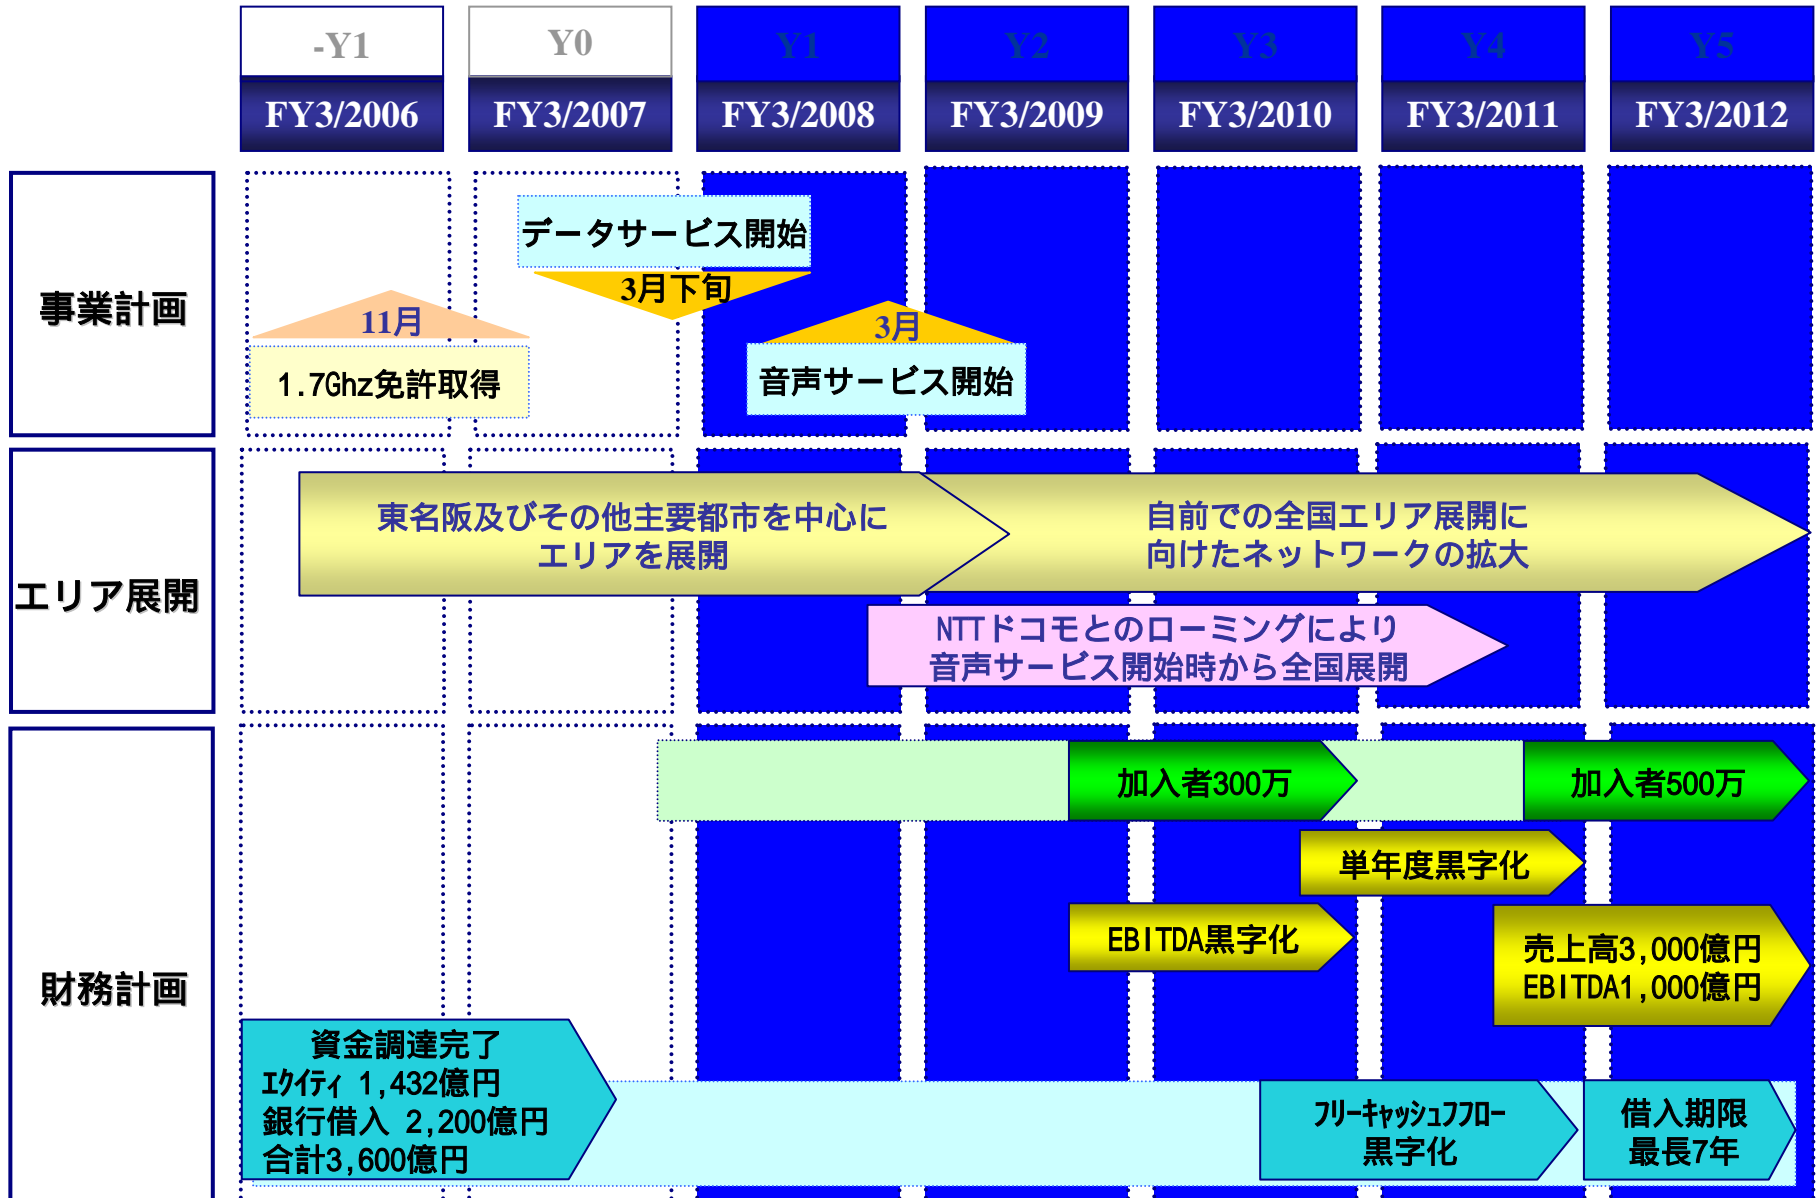 -Y1
Y0
Y1
Y2
Y3
Y4
Y5
FY3/2006
FY3/2007
FY3/2008
FY3/2009
FY3/2010
FY3/2011
FY3/2012
事業計画
データサービス開始
3月下旬
11月
1.7Ghz免許取得
3月
音声サービス開始
エリア展開
東名阪及びその他主要都市を中心に
エリアを展開
自前での全国エリア展開に
向けたネットワークの拡大
NTTドコモとのローミングにより
音声サービス開始時から全国展開
財務計画
加入者300万
加入者500万
単年度黒字化
EBITDA黒字化
売上高3,000億円
EBITDA1,000億円
資金調達完了
ｴｸｲﾃｨ 1,432億円
銀行借入 2,200億円
合計3,600億円
ﾌﾘｰｷｬｯｼｭﾌﾌﾛｰ
黒字化
借入期限
最長7年